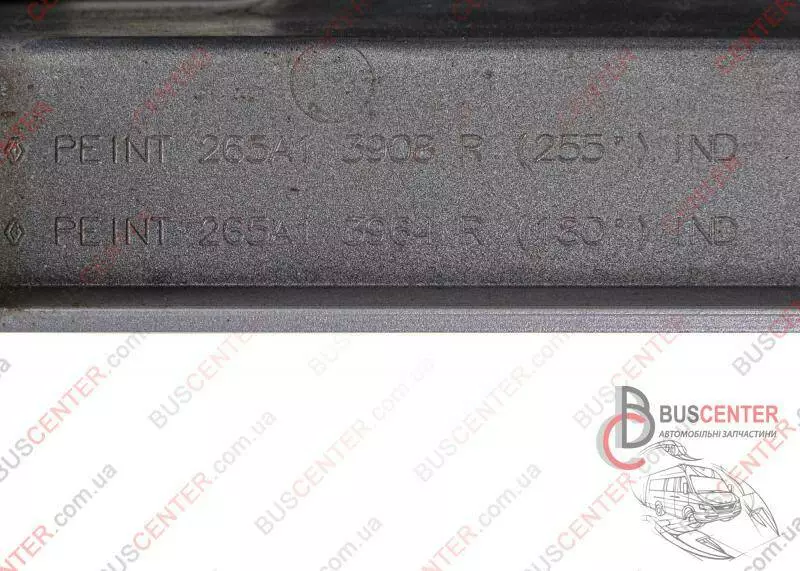 PEINT 265A1 3908 R (255°) IND
PEINT 265A1 3964 R (180°) IND
BUSCENTER
АВТОМОБІЛЬНІ ЗАПЧАСТИНИ
BUSCENTER.com.ua